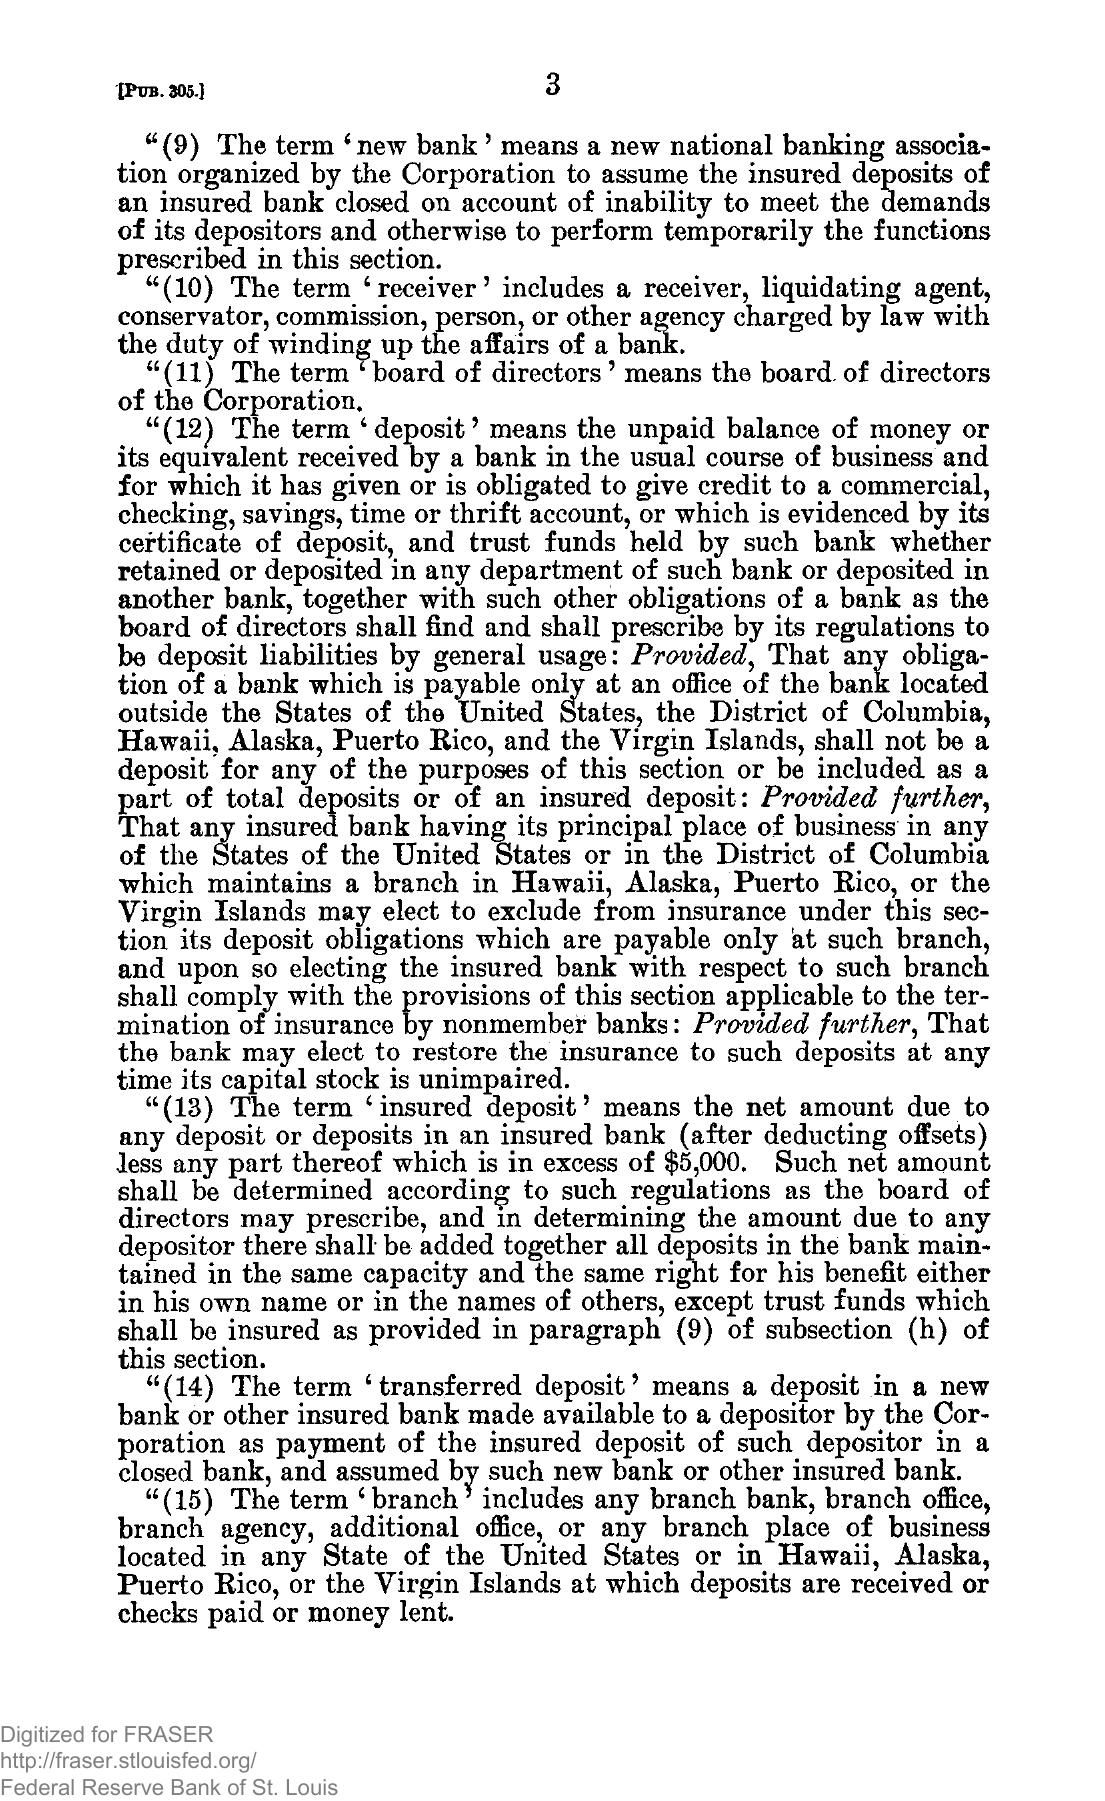 [PUB. 305.]
3
“(9) The term ‘new bank’ means a new national banking associa-
tion organized by the Corporation to assume the insured deposits of
an insured bank closed on account of inability to meet the demands
of its depositors and otherwise to perform temporarily the functions
prescribed in this section.
“(10) The term ‘receiver’ includes a receiver, liquidating agent,
conservator, commission, person, or other agency charged by law with
the duty of winding up the affairs of a bank.
“(11) The term ‘board of directors’ means the board of directors
of the Corporation.
“(12) The term ‘deposit’ means the unpaid balance of money or
its equivalent received by a bank in the usual course of business and
for which it has given or is obligated to give credit to a commercial,
checking, savings, time or thrift account, or which is evidenced by its
certificate of deposit, and trust funds held by such bank whether
retained or deposited in any department of such bank or deposited in
another bank, together with such other obligations of a bank as the
board of directors shall find and shall prescribe by its regulations to
be deposit liabilities by general usage: Provided, That any obliga-
tion of a bank which is payable only at an office of the bank located
outside the States of the United States, the District of Columbia,
Hawaii, Alaska, Puerto Rico, and the Virgin Islands, shall not be a
deposit for any of the purposes of this section or be included as a
part of total deposits or of an insured deposit: Provided further,
That any insured bank having its principal place of business in any
of the States of the United States or in the District of Columbia
which maintains a branch in Hawaii, Alaska, Puerto Rico, or the
Virgin Islands may elect to exclude from insurance under this sec-
tion its deposit obligations which are payable only at such branch,
and upon so electing the insured bank with respect to such branch
shall comply with the provisions of this section applicable to the ter-
mination of insurance by nonmember banks: Provided further, That
the bank may elect to restore the insurance to such deposits at any
time its capital stock is unimpaired.
“(13) The term ‘insured deposit’ means the net amount due to
any deposit or deposits in an insured bank (after deducting offsets)
less any part thereof which is in excess of $5,000. Such net amount
shall be determined according to such regulations as the board of
directors may prescribe, and in determining the amount due to any
depositor there shall be added together all deposits in the bank main-
tained in the same capacity and the same right for his benefit either
in his own name or in the names of others, except trust funds which
shall be insured as provided in paragraph (9) of subsection (h) of
this section.
“(14) The term ‘transferred deposit’ means a deposit in a new
bank or other insured bank made available to a depositor by the Cor-
poration as payment of the insured deposit of such depositor in a
closed bank, and assumed by such new bank or other insured bank.
“(15) The term ‘branch’ includes any branch bank, branch office,
branch agency, additional office, or any branch place of business
located in any State of the United States or in Hawaii, Alaska,
Puerto Rico, or the Virgin Islands at which deposits are received or
checks paid or money lent.
Digitized for FRASER
http://fraser.stlouisfed.org/
Federal Reserve Bank of St. Louis